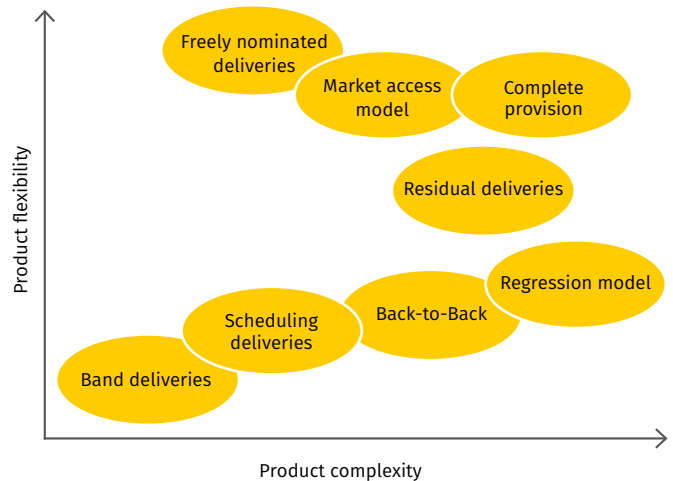 Freely nominated
deliveries
Market access
model
Complete
provision
Residual deliveries
Regression model
Back-to-Back
Scheduling
deliveries
Band deliveries
Product flexibility
Product complexity